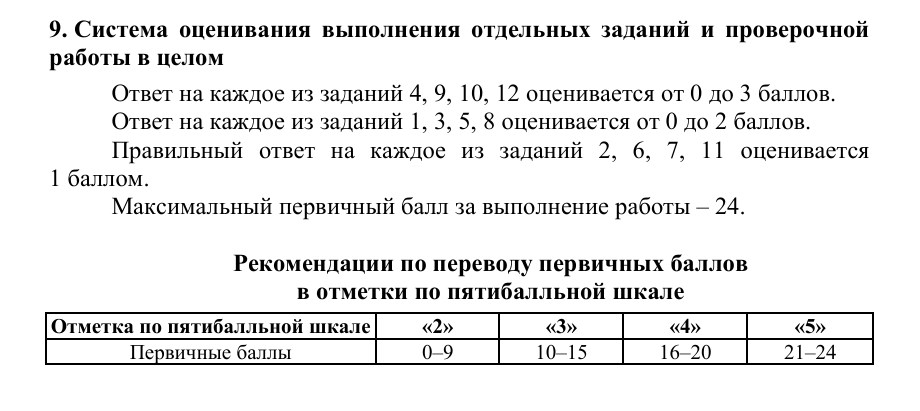 9. Система оценивания выполнения отдельных заданий и проверочной
работы в целом
Ответ на каждое из заданий 4, 9, 10, 12 оценивается от 0 до 3 баллов.
Ответ на каждое из заданий 1, 3, 5, 8 оценивается от 0 до 2 баллов.
Правильный ответ на каждое из заданий 2, 6, 7, 11 оценивается
1 баллом.
Максимальный первичный балл за выполнение работы – 24.
Рекомендации по переводу первичных баллов
в отметки по пятибалльной шкале
Отметка по пятибалльной шкале «2» «3» «4» «5»
Первичные баллы 0–9 10–15 16–20 21–24